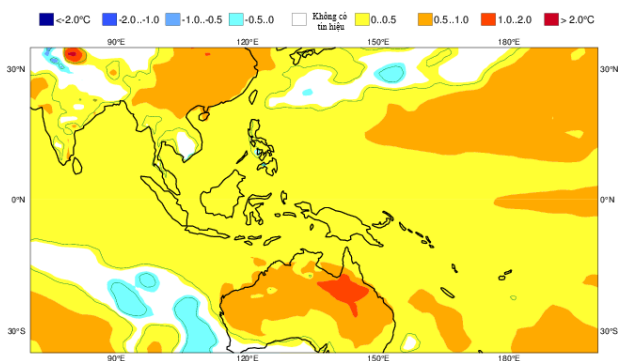 <-2.0°C -2.0..-1.0 -1.0..-0.5 -0.5..0 Không có tín hiệu 0..0.5 0.5..1.0 1.0..2.0 > 2.0°C
90°E 120°E 150°E 180°E
30°N 30°N
0°N 0°N
30°S 30°S
90°E 120°E 150°E 180°E